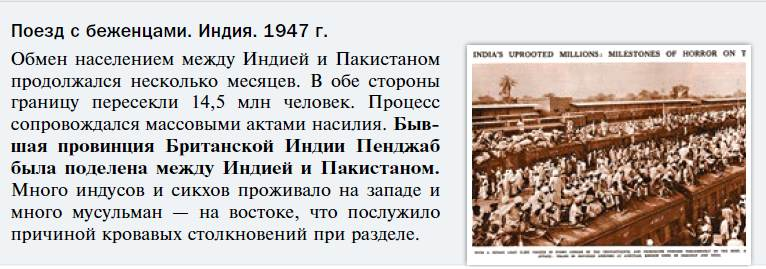 Поезд с беженцами. Индия. 1947 г.
Обмен населением между Индией и Пакистаном
продолжался несколько месяцев. В обе стороны
границу пересекли 14,5 млн человек. Процесс
сопровождался массовыми актами насилия. Быв-
шая провинция Британской Индии Пенджаб
была поделена между Индией и Пакистаном.
Много индусов и сикхов проживало на западе и
много мусульман — на востоке, что послужило
причиной кровавых столкновений при разделе.
INDIA'S UPROOTED MILLIONS: MILESTONES OF HORROR ON T